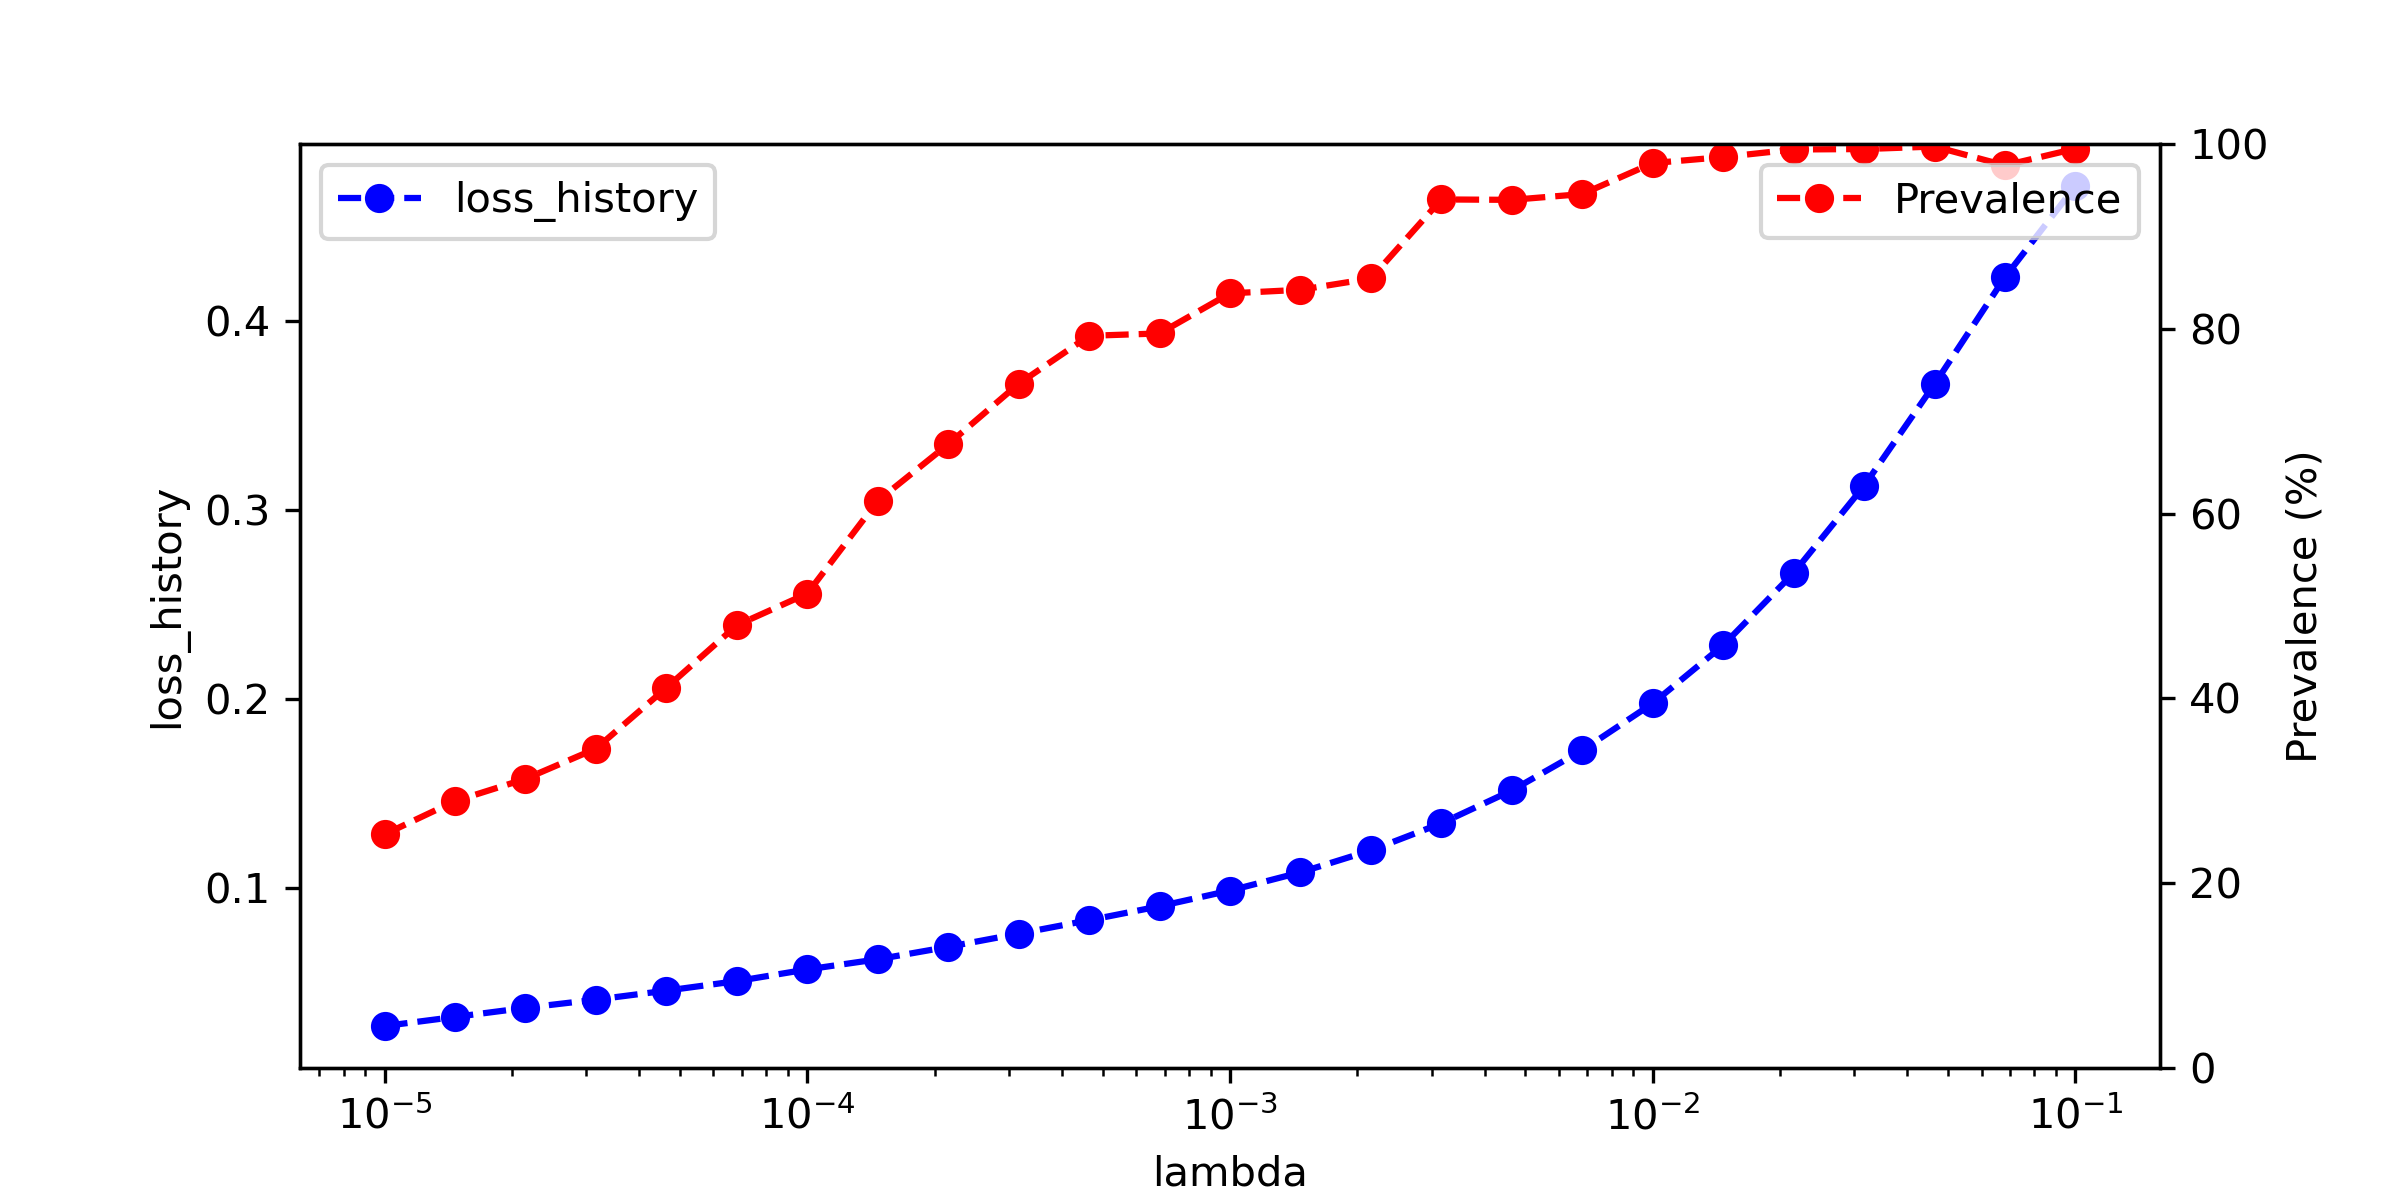 loss_history
Prevalence
0.4
0.3
0.2
0.1
loss_history
100
80
60
40
20
0
Prevalence (%)
10⁻⁵ 10⁻⁴ 10⁻³ 10⁻² 10⁻¹
lambda